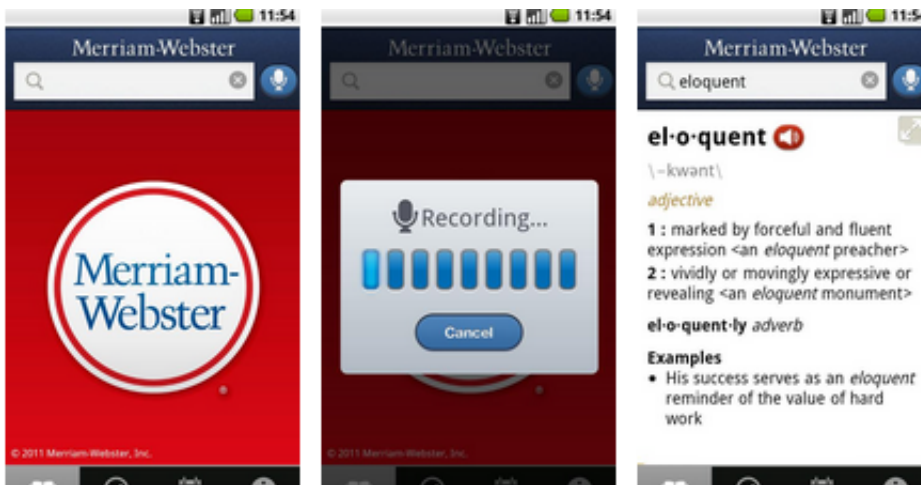 11:54
Merriam-Webster
Merriam-
Webster
®
© 2011 Merriam-Webster, Inc.
11:54
Merriam-Webster
Recording...
Cancel
© 2011 Merriam-Webster, Inc.
11:54
Merriam-Webster
eloquent
el·o·quent
\-kwənt\
adjective
1 : marked by forceful and fluent
expression <an eloquent preacher>
2 : vividly or movingly expressive or
revealing <an eloquent monument>
el·o·quent·ly adverb
Examples
• His success serves as an eloquent
reminder of the value of hard
work